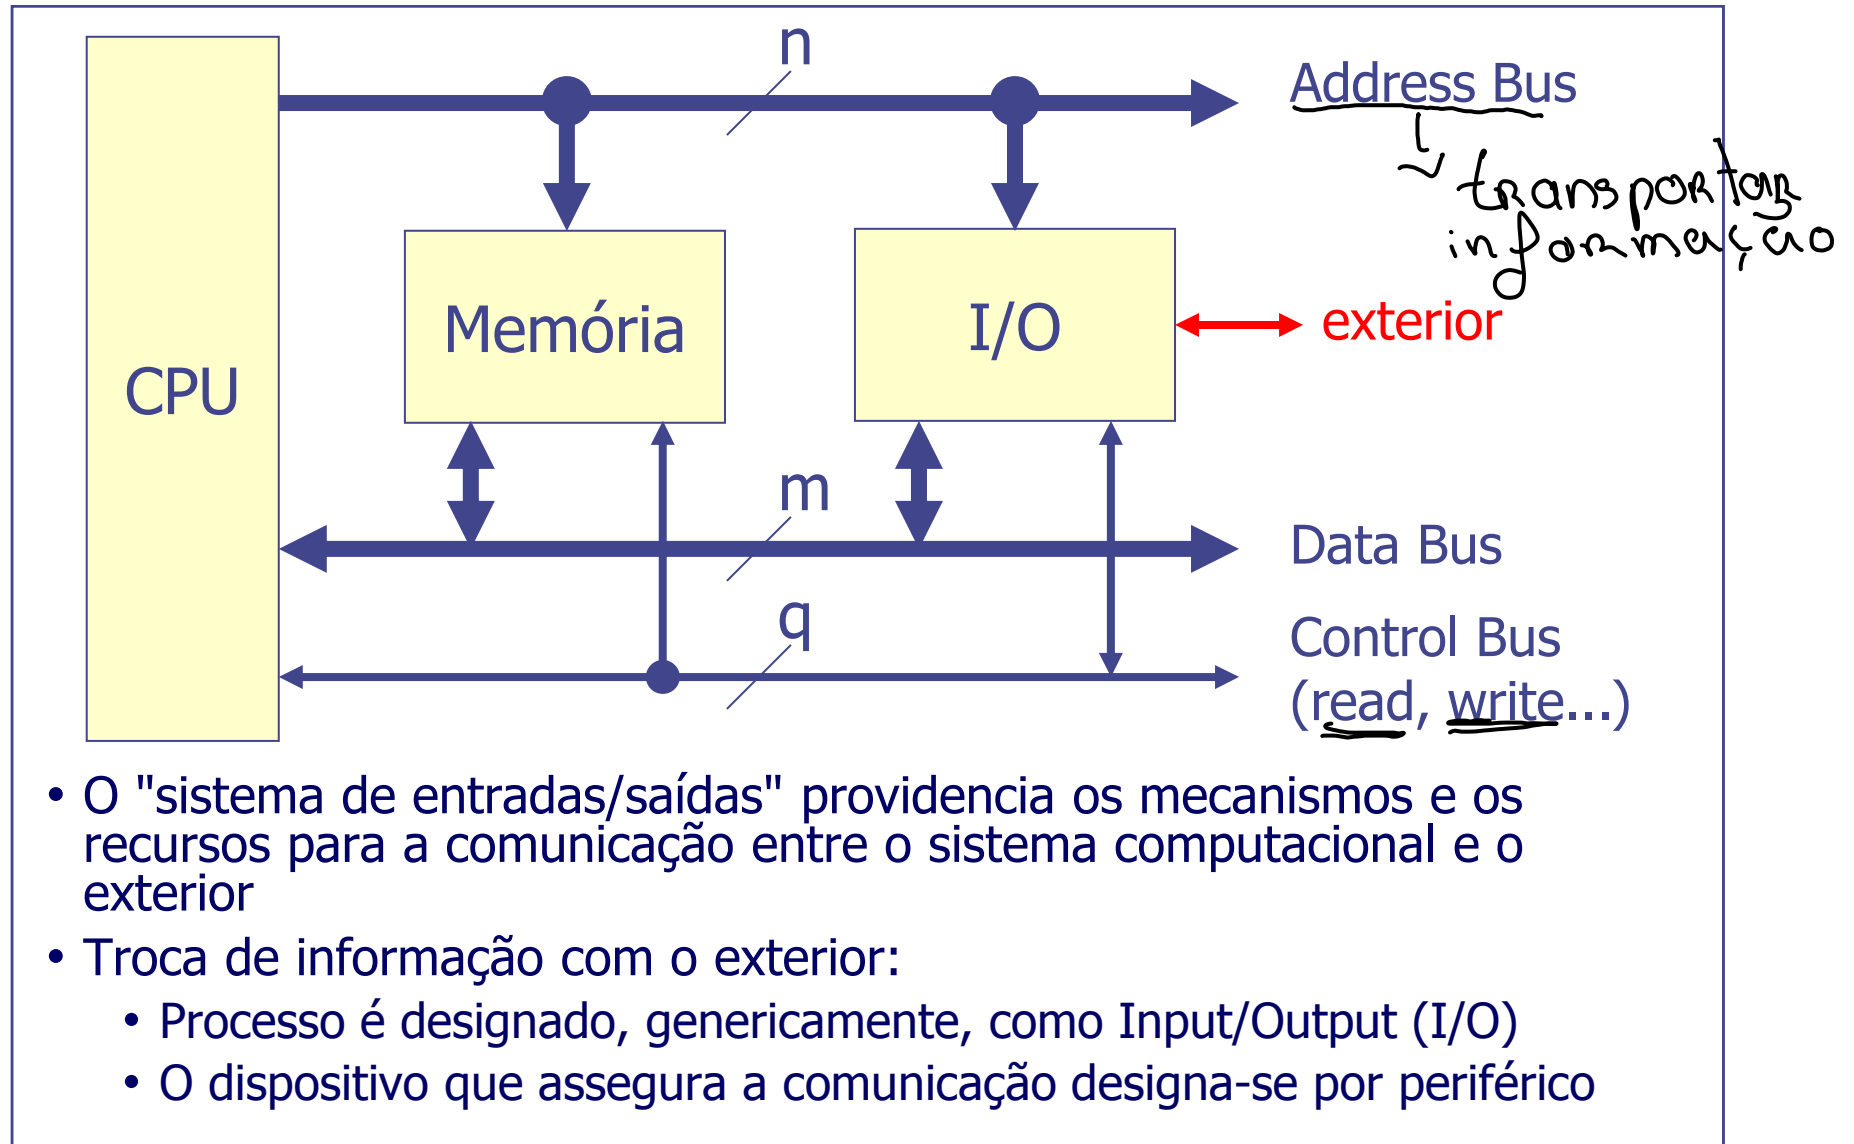 n
Address Bus
transportar
informação
CPU
Memória
I/O
exterior
m
Data Bus
q
Control Bus
(read, write...)
• O "sistema de entradas/saídas" providencia os mecanismos e os
recursos para a comunicação entre o sistema computacional e o
exterior
• Troca de informação com o exterior:
• Processo é designado, genericamente, como Input/Output (I/O)
• O dispositivo que assegura a comunicação designa-se por periférico